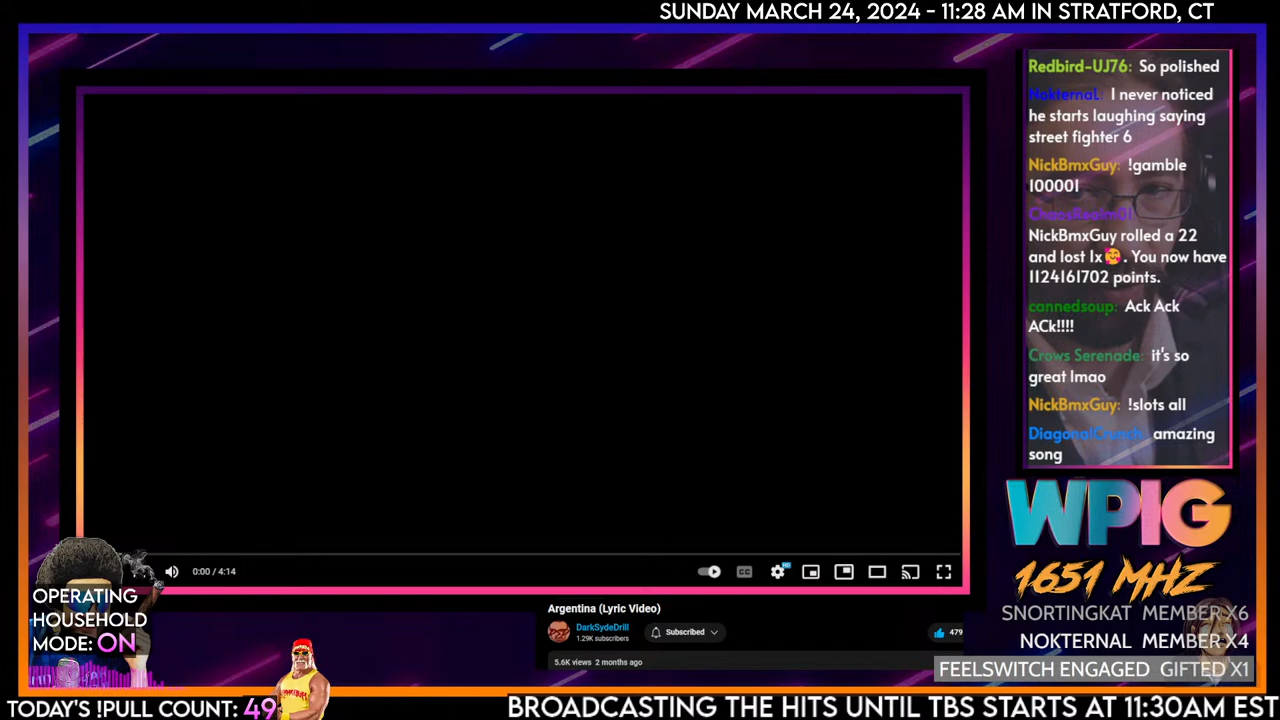 SUNDAY MARCH 24, 2024 - 11:28 AM IN STRATFORD, CT
Redbird-UJ76: So polished
NokternaL: I never noticed
he starts laughing saying
street fighter 6
NickBmxGuy: !gamble
100001
ChaosRealm01
NickBmxGuy rolled a 22
and lost 1x🥰. You now have
1124161702 points.
cannedsoup: Ack Ack
ACk!!!!
Crows Serenade: it's so
great lmao
NickBmxGuy: !slots all
DiagonalCrunch: amazing
song
WPIG
1651 MHZ
SNORTINGKAT MEMBER X6
NOKTERNAL MEMBER X4
FEELSWITCH ENGAGED GIFTED X1
0:00 / 4:14
CC
HD
Argentina (Lyric Video)
DarkSydeDrill
1.29K subscribers
Subscribed
479
5.6K views 2 months ago
OPERATING
HOUSEHOLD
MODE: ON
TODAY'S !PULL COUNT: 49
BROADCASTING THE HITS UNTIL TBS STARTS AT 11:30AM EST